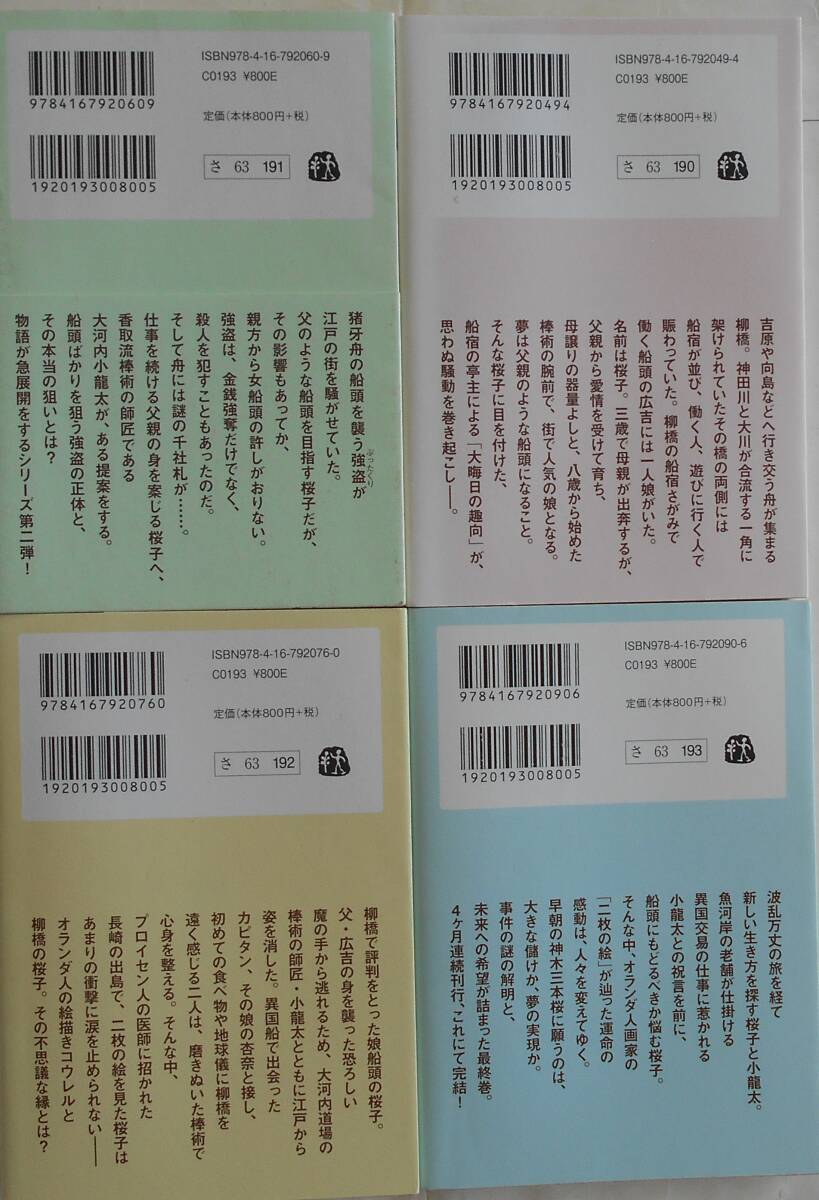 ISBN978-4-16-792060-9
C0193 ¥800E
定価(本体800円+税)
9784167920609
1920193008005
さ 63 191
猪牙舟の船頭を襲う強盗が
ぶったくり
江戸の街を騒がせていた。
父のような船頭を目指す桜子だが、
その影響もあってか、
親方から女船頭の許しがおりない。
強盗は、金銭強奪だけでなく、
殺人を犯すこともあったのだ。
そして舟には謎の千社札が……。
仕事を続ける父親の身を案じる桜子へ、
香取流棒術の師匠である
大河内小龍太が、ある提案をする。
船頭ばかりを狙う強盗の正体と、
その本当の狙いとは?
物語が急展開をするシリーズ第二弾!
ISBN978-4-16-792049-4
C0193 ¥800E
定価(本体800円+税)
9784167920494
1920193008005
さ 63 190
吉原や向島などへ行き交う舟が集まる
柳橋。神田川と大川が合流する一角に
架けられていたその橋の両側には
船宿が並び、働く人、遊びに行く人で
賑わっていた。柳橋の船宿さがみで
働く船頭の広吉には一人娘がいた。
名前は桜子。三歳で母親が出奔するが、
父親から愛情を受けて育ち、
母譲りの器量よしと、八歳から始めた
棒術の腕前で、街で人気の娘となる。
夢は父親のような船頭になること。
そんな桜子に目を付けた、
船宿の亭主による「大晦日の趣向」が、
思わぬ騒動を巻き起こし――。
ISBN978-4-16-792076-0
C0193 ¥800E
定価(本体800円+税)
9784167920760
1920193008005
さ 63 192
柳橋で評判をとった娘船頭の桜子。
父・広吉の身を襲った恐ろしい
魔の手から逃れるため、大河内道場の
棒術の師匠・小龍太とともに江戸から
姿を消した。異国船で出会った
カピタン、その娘の杏奈と接し、
初めての食べ物や地球儀に柳橋を
遠く感じる二人は、磨きぬいた棒術で
心身を整える。そんな中、
プロイセン人の医師に招かれた
長崎の出島で、二枚の絵を見た桜子は
あまりの衝撃に涙を止められない――
オランダ人の絵描きコウレルと
柳橋の桜子。その不思議な縁とは?
ISBN978-4-16-792090-6
C0193 ¥800E
定価(本体800円+税)
9784167920906
1920193008005
さ 63 193
波乱万丈の旅を経て
新しい生き方を探す桜子と小龍太。
魚河岸の老舗が仕掛ける
異国交易の仕事に惹かれる
小龍太との祝言を前に、
船頭にもどるべきか悩む桜子。
そんな中、オランダ人画家の
「二枚の絵」が辿った運命の
感動は、人々を変えてゆく。
早朝の神木三本桜に願うのは、
大きな儲けか、夢の実現か。
事件の謎の解明と、
未来への希望が詰まった最終巻。
4ヶ月連続刊行、これにて完結!